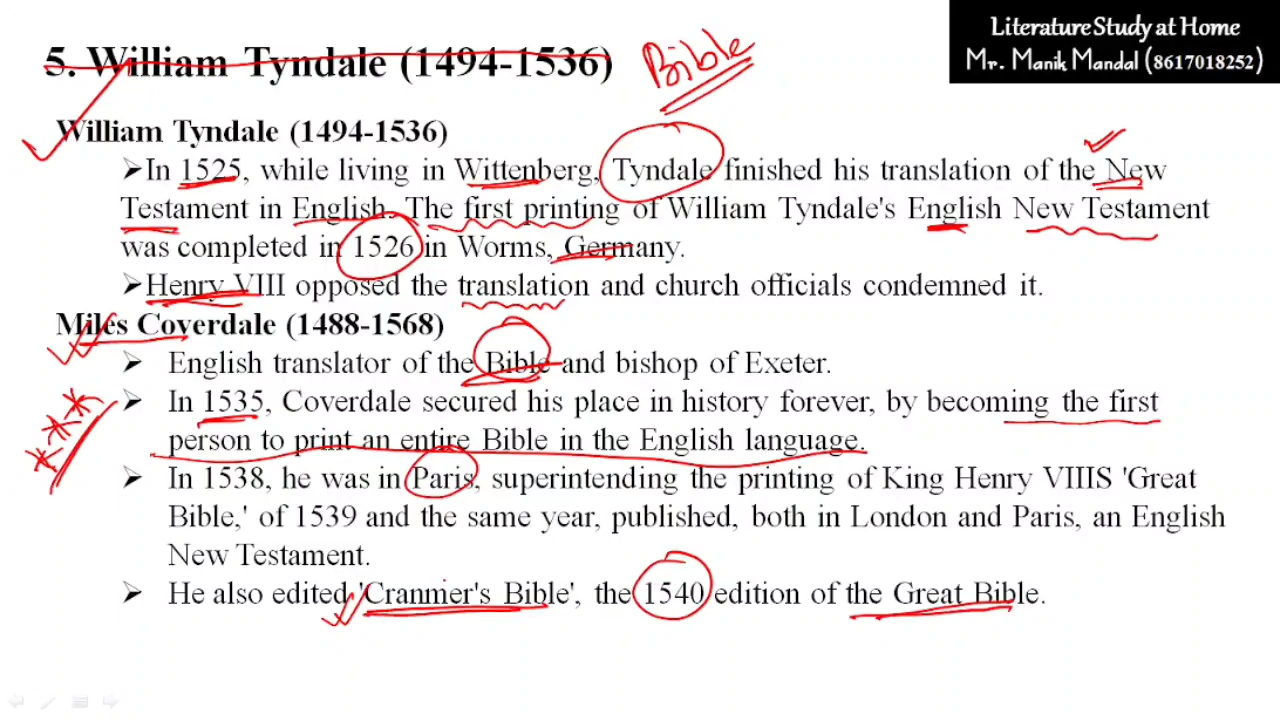 Literature Study at Home
Mr. Manik Mandal (8617018252)
5. William Tyndale (1494-1536)
Bible
William Tyndale (1494-1536)
➢In 1525, while living in Wittenberg, Tyndale finished his translation of the New
Testament in English. The first printing of William Tyndale's English New Testament
was completed in 1526 in Worms, Germany.
➢Henry VIII opposed the translation and church officials condemned it.
Miles Coverdale (1488-1568)
➢ English translator of the Bible and bishop of Exeter.
➢ In 1535, Coverdale secured his place in history forever, by becoming the first
person to print an entire Bible in the English language.
➢ In 1538, he was in Paris, superintending the printing of King Henry VIIIS 'Great
Bible,' of 1539 and the same year, published, both in London and Paris, an English
New Testament.
➢ He also edited 'Cranmer's Bible', the 1540 edition of the Great Bible.